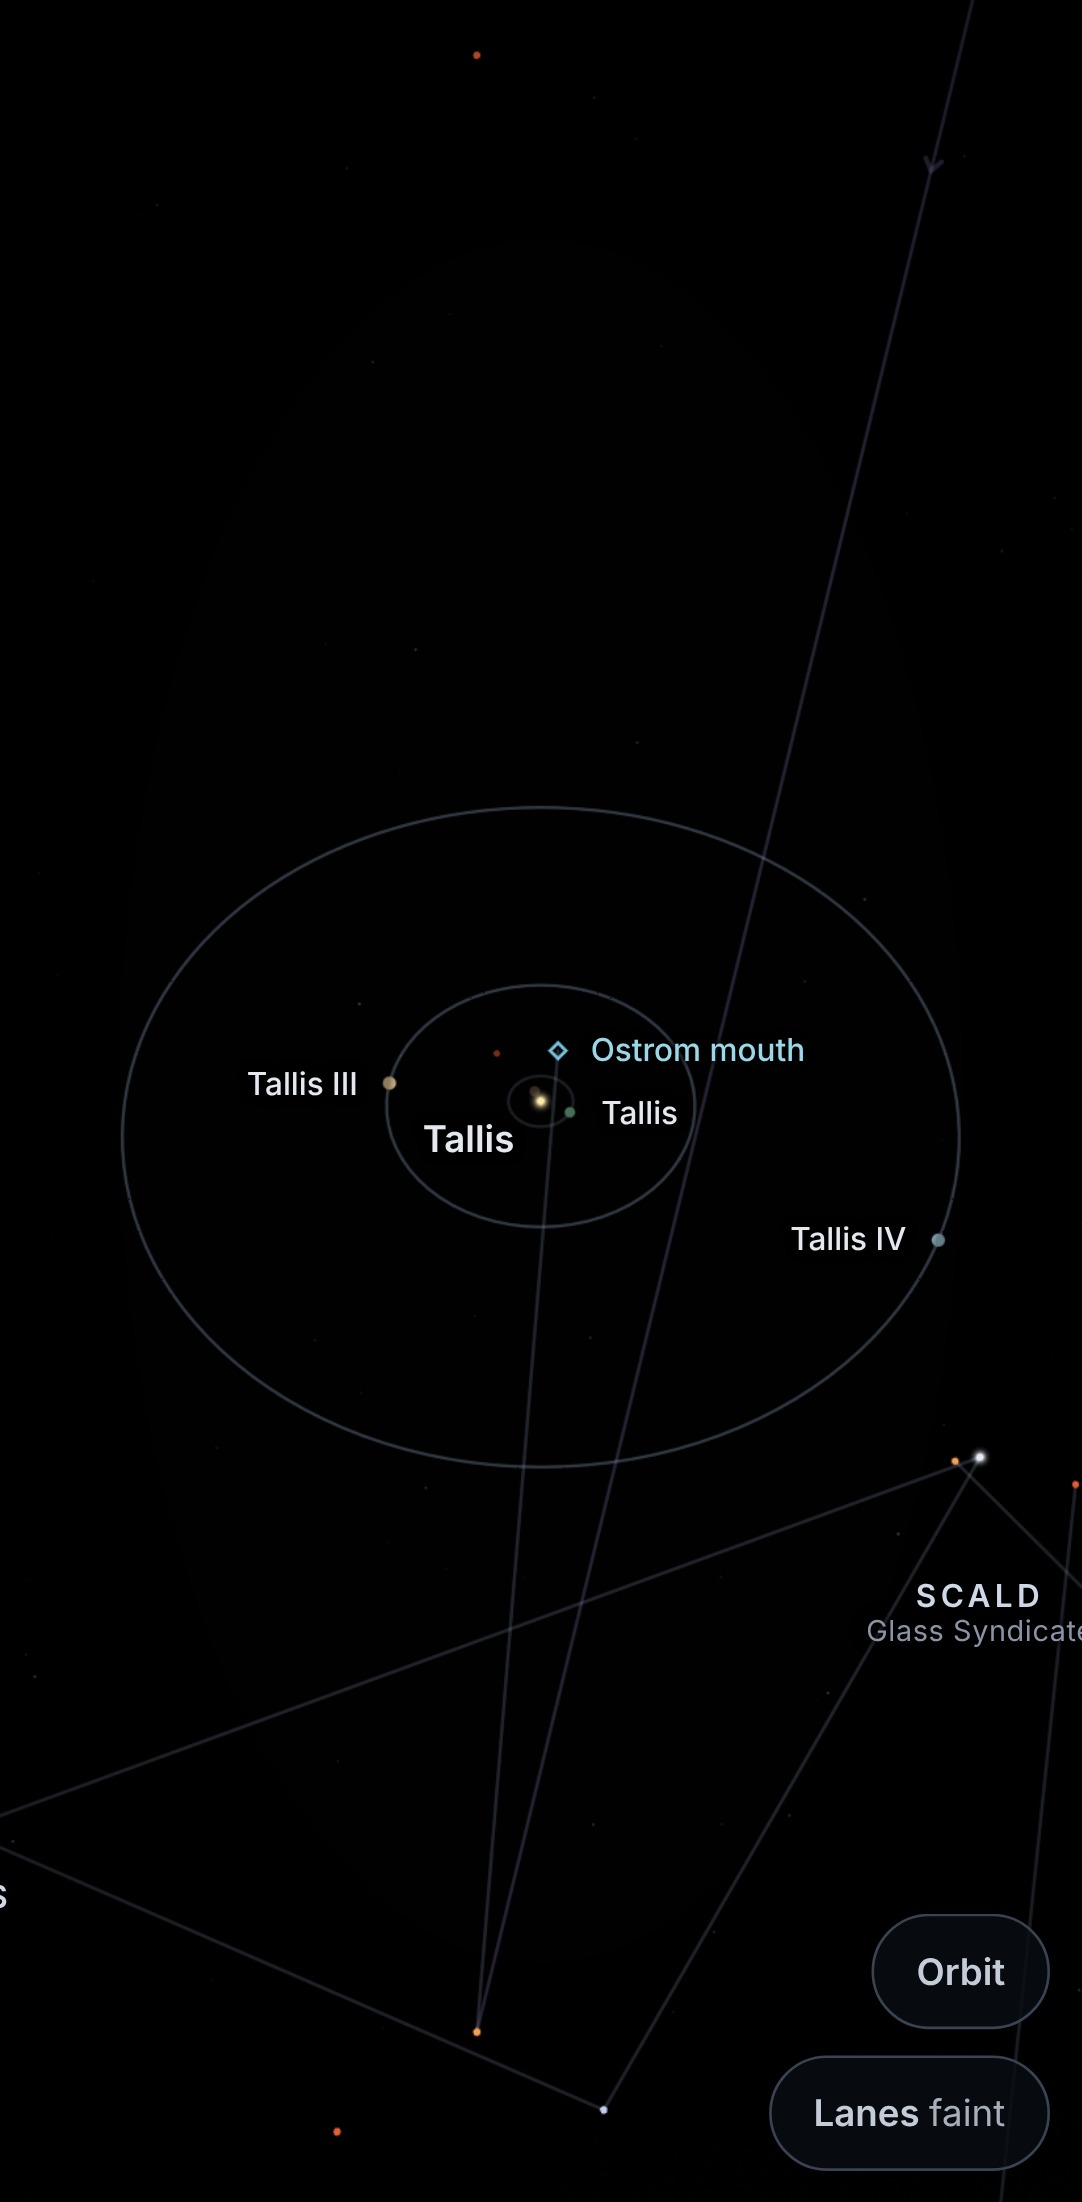 Ostrom mouth
Tallis III
Tallis
Tallis
Tallis IV
SCALD
Glass Syndicate
s
Orbit
Lanes faint